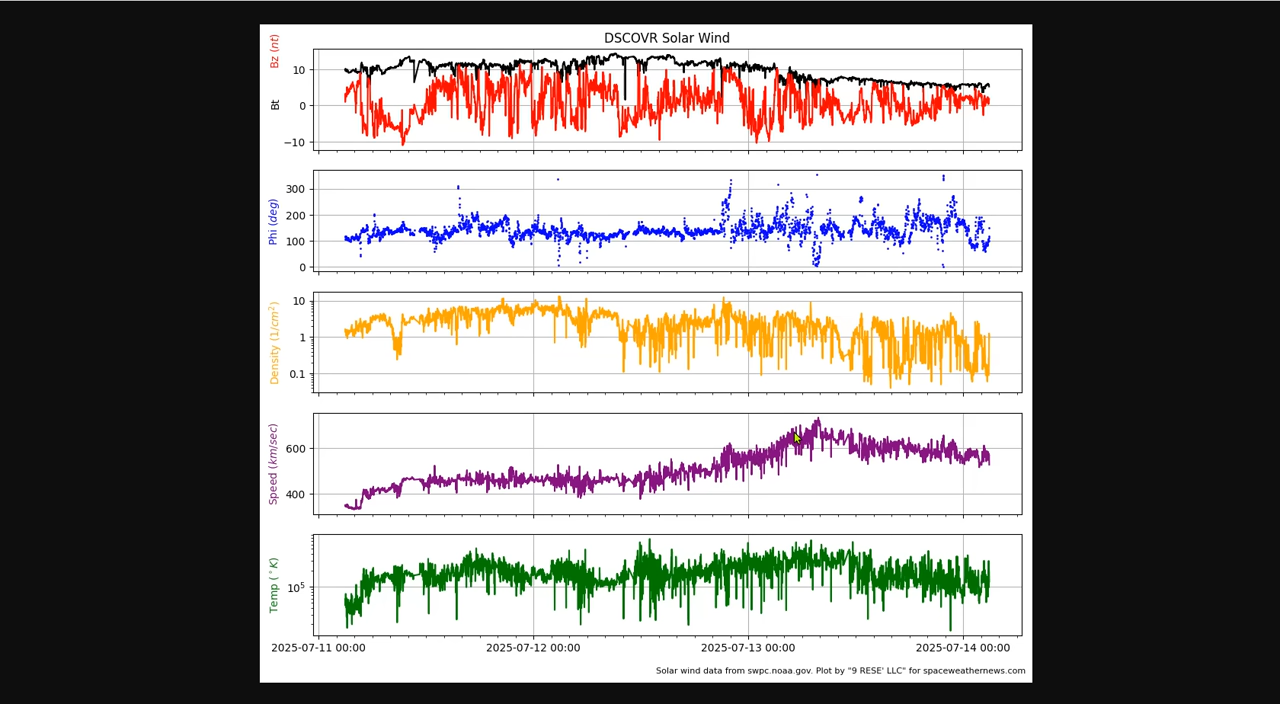 DSCOVR Solar Wind
Bz (nt)
Bt
10
0
−10
Phi (deg)
300
200
100
0
Density (1/cm²)
10
1
0.1
Speed (km/sec)
600
400
Temp (°K)
10⁵
2025-07-11 00:00 2025-07-12 00:00 2025-07-13 00:00 2025-07-14 00:00
Solar wind data from swpc.noaa.gov. Plot by "9 RESE' LLC" for spaceweathernews.com